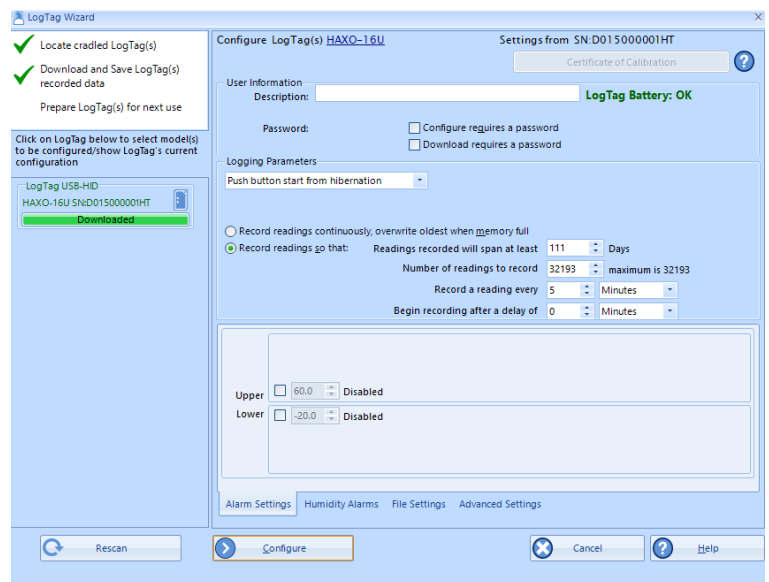 LogTag Wizard
Locate cradled LogTag(s)
Download and Save LogTag(s)
recorded data
Prepare LogTag(s) for next use
Click on LogTag below to select model(s)
to be configured/show LogTag's current
configuration
LogTag USB-HID
HAXO-16U SN:D015000001HT
Downloaded
Configure LogTag(s) HAXO-16U Settings from SN:D015000001HT
Certificate of Calibration ?
User Information
Description: LogTag Battery: OK
Password: Configure requires a password
Download requires a password
Logging Parameters
Push button start from hibernation
Record readings continuously, overwrite oldest when memory full
Record readings so that: Readings recorded will span at least 111 Days
Number of readings to record 32193 maximum is 32193
Record a reading every 5 Minutes
Begin recording after a delay of 0 Minutes
Upper 60.0 Disabled
Lower -20.0 Disabled
Alarm Settings Humidity Alarms File Settings Advanced Settings
Rescan Configure Cancel ? Help